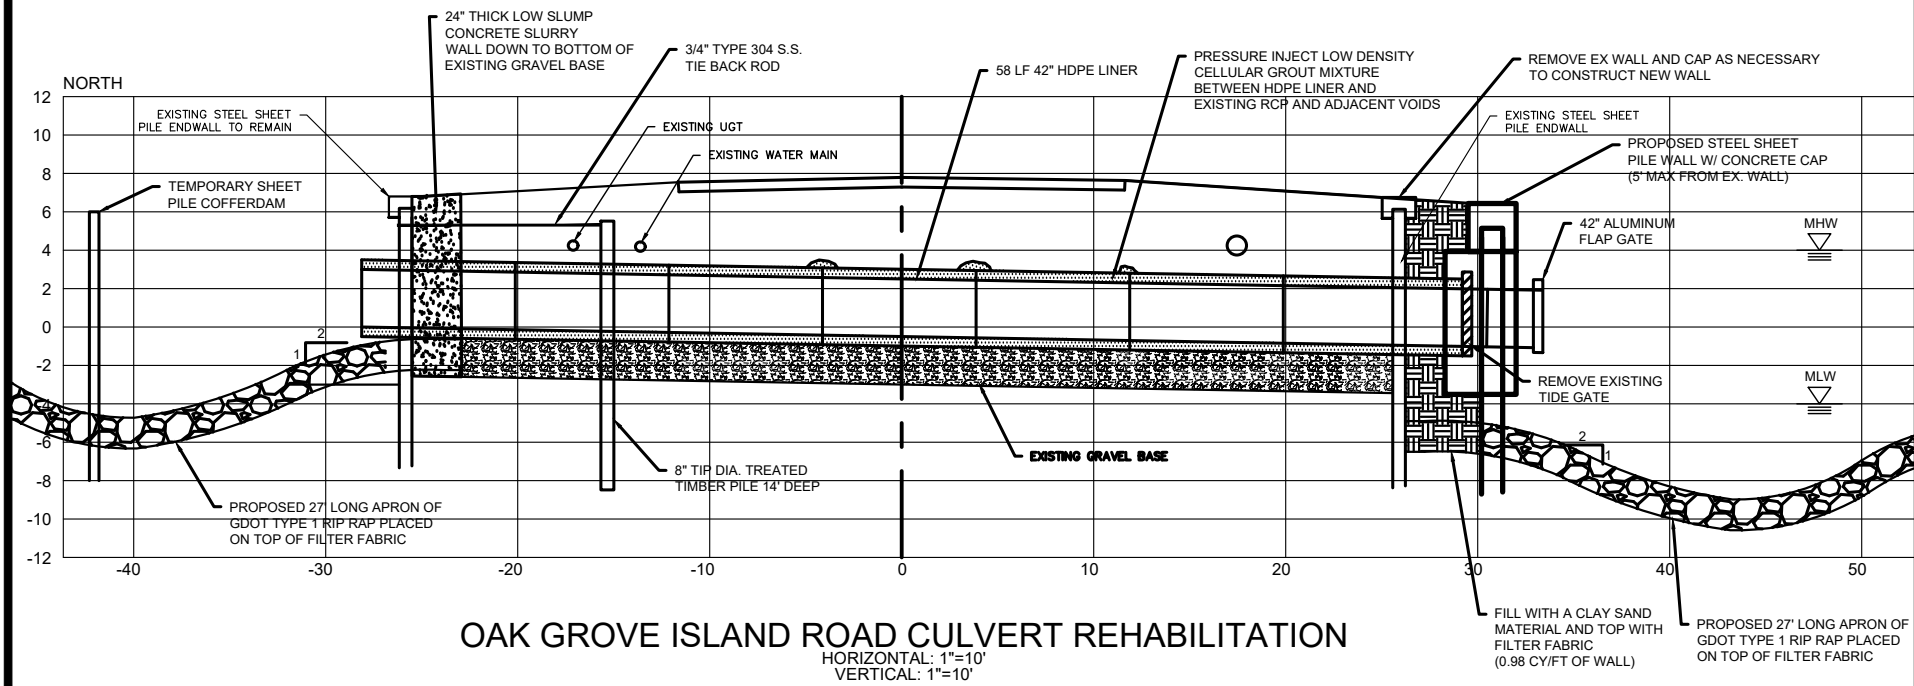 24" THICK LOW SLUMP
CONCRETE SLURRY
WALL DOWN TO BOTTOM OF
EXISTING GRAVEL BASE
3/4" TYPE 304 S.S.
TIE BACK ROD
58 LF 42" HDPE LINER
PRESSURE INJECT LOW DENSITY
CELLULAR GROUT MIXTURE
BETWEEN HDPE LINER AND
EXISTING RCP AND ADJACENT VOIDS
REMOVE EX WALL AND CAP AS NECESSARY
TO CONSTRUCT NEW WALL
NORTH
EXISTING STEEL SHEET
PILE ENDWALL TO REMAIN
EXISTING UGT
EXISTING WATER MAIN
EXISTING STEEL SHEET
PILE ENDWALL
PROPOSED STEEL SHEET
PILE WALL W/ CONCRETE CAP
(5' MAX FROM EX. WALL)
TEMPORARY SHEET
PILE COFFERDAM
42" ALUMINUM
FLAP GATE
MHW
12
10
8
6
4
2
0
-2
-4
-6
-8
-10
-12
2
1
MLW
REMOVE EXISTING
TIDE GATE
EXISTING GRAVEL BASE
2
1
8" TIP DIA. TREATED
TIMBER PILE 14' DEEP
PROPOSED 27' LONG APRON OF
GDOT TYPE 1 RIP RAP PLACED
ON TOP OF FILTER FABRIC
-40 -30 -20 -10 0 10 20 30 40 50
FILL WITH A CLAY SAND
MATERIAL AND TOP WITH
FILTER FABRIC
(0.98 CY/FT OF WALL)
PROPOSED 27' LONG APRON OF
GDOT TYPE 1 RIP RAP PLACED
ON TOP OF FILTER FABRIC
OAK GROVE ISLAND ROAD CULVERT REHABILITATION
HORIZONTAL: 1"=10'
VERTICAL: 1"=10'